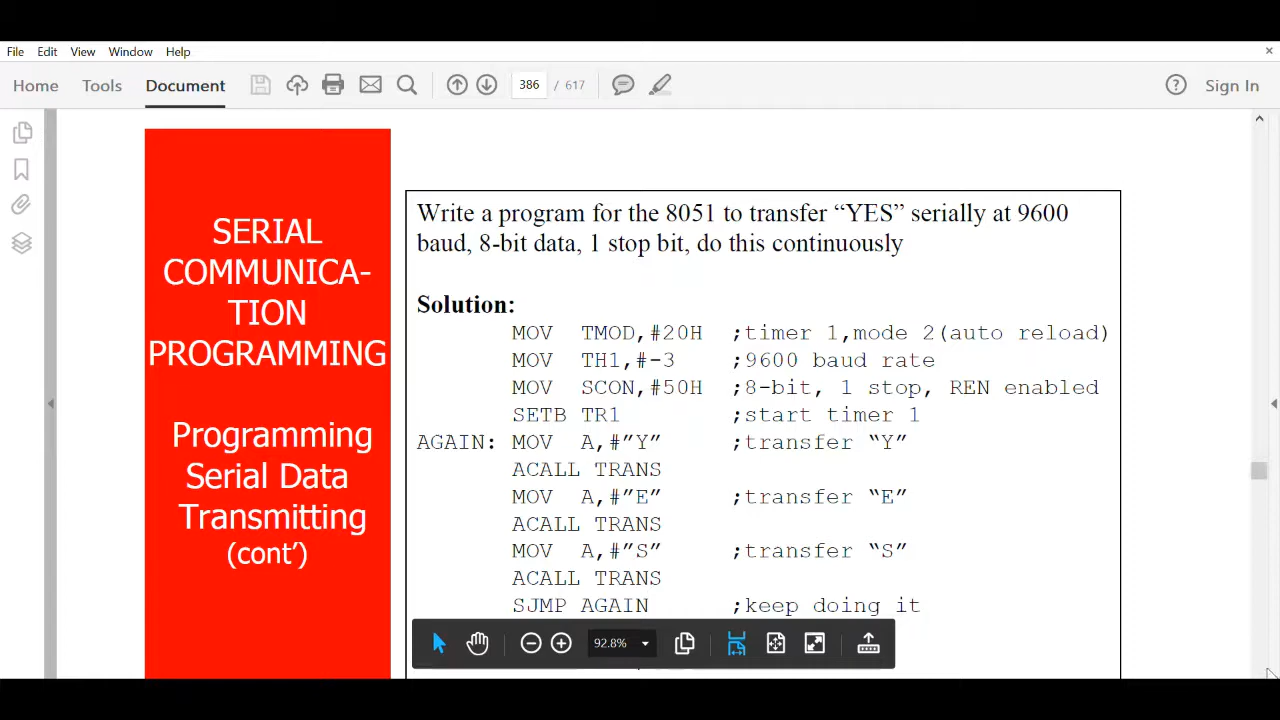 File Edit View Window Help
Home Tools Document 386 / 617 Sign In
SERIAL
COMMUNICA-
TION
PROGRAMMING
Programming
Serial Data
Transmitting
(cont’)
Write a program for the 8051 to transfer “YES” serially at 9600
baud, 8-bit data, 1 stop bit, do this continuously
Solution:
MOV TMOD,#20H ;timer 1,mode 2(auto reload)
MOV TH1,#-3 ;9600 baud rate
MOV SCON,#50H ;8-bit, 1 stop, REN enabled
SETB TR1 ;start timer 1
AGAIN: MOV A,#”Y” ;transfer “Y”
ACALL TRANS
MOV A,#”E” ;transfer “E”
ACALL TRANS
MOV A,#”S” ;transfer “S”
ACALL TRANS
SJMP AGAIN ;keep doing it
92.8%